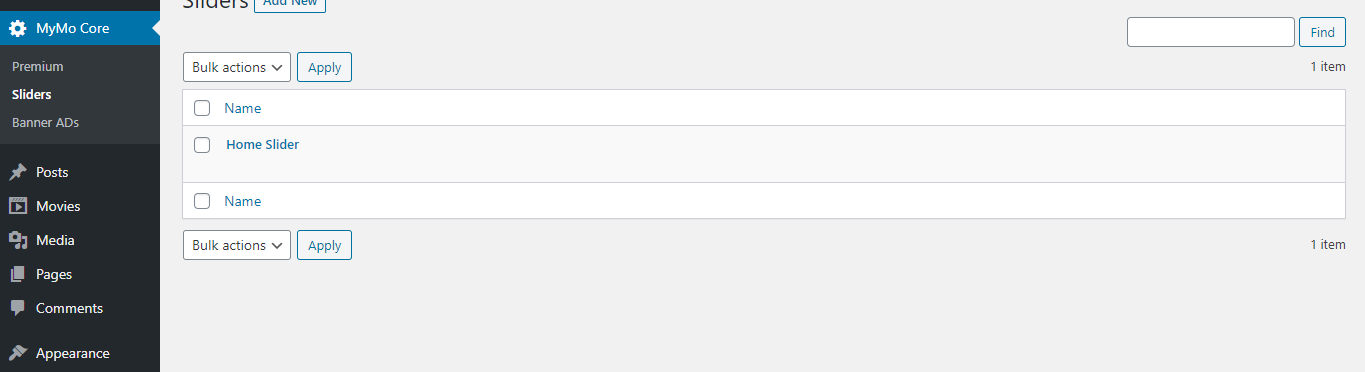 MyMo Core
Premium
Sliders
Banner ADs
Posts
Movies
Media
Pages
Comments
Appearance
Sliders Add New
Find
Bulk actions Apply 1 item
Name
Home Slider
Name
Bulk actions Apply 1 item